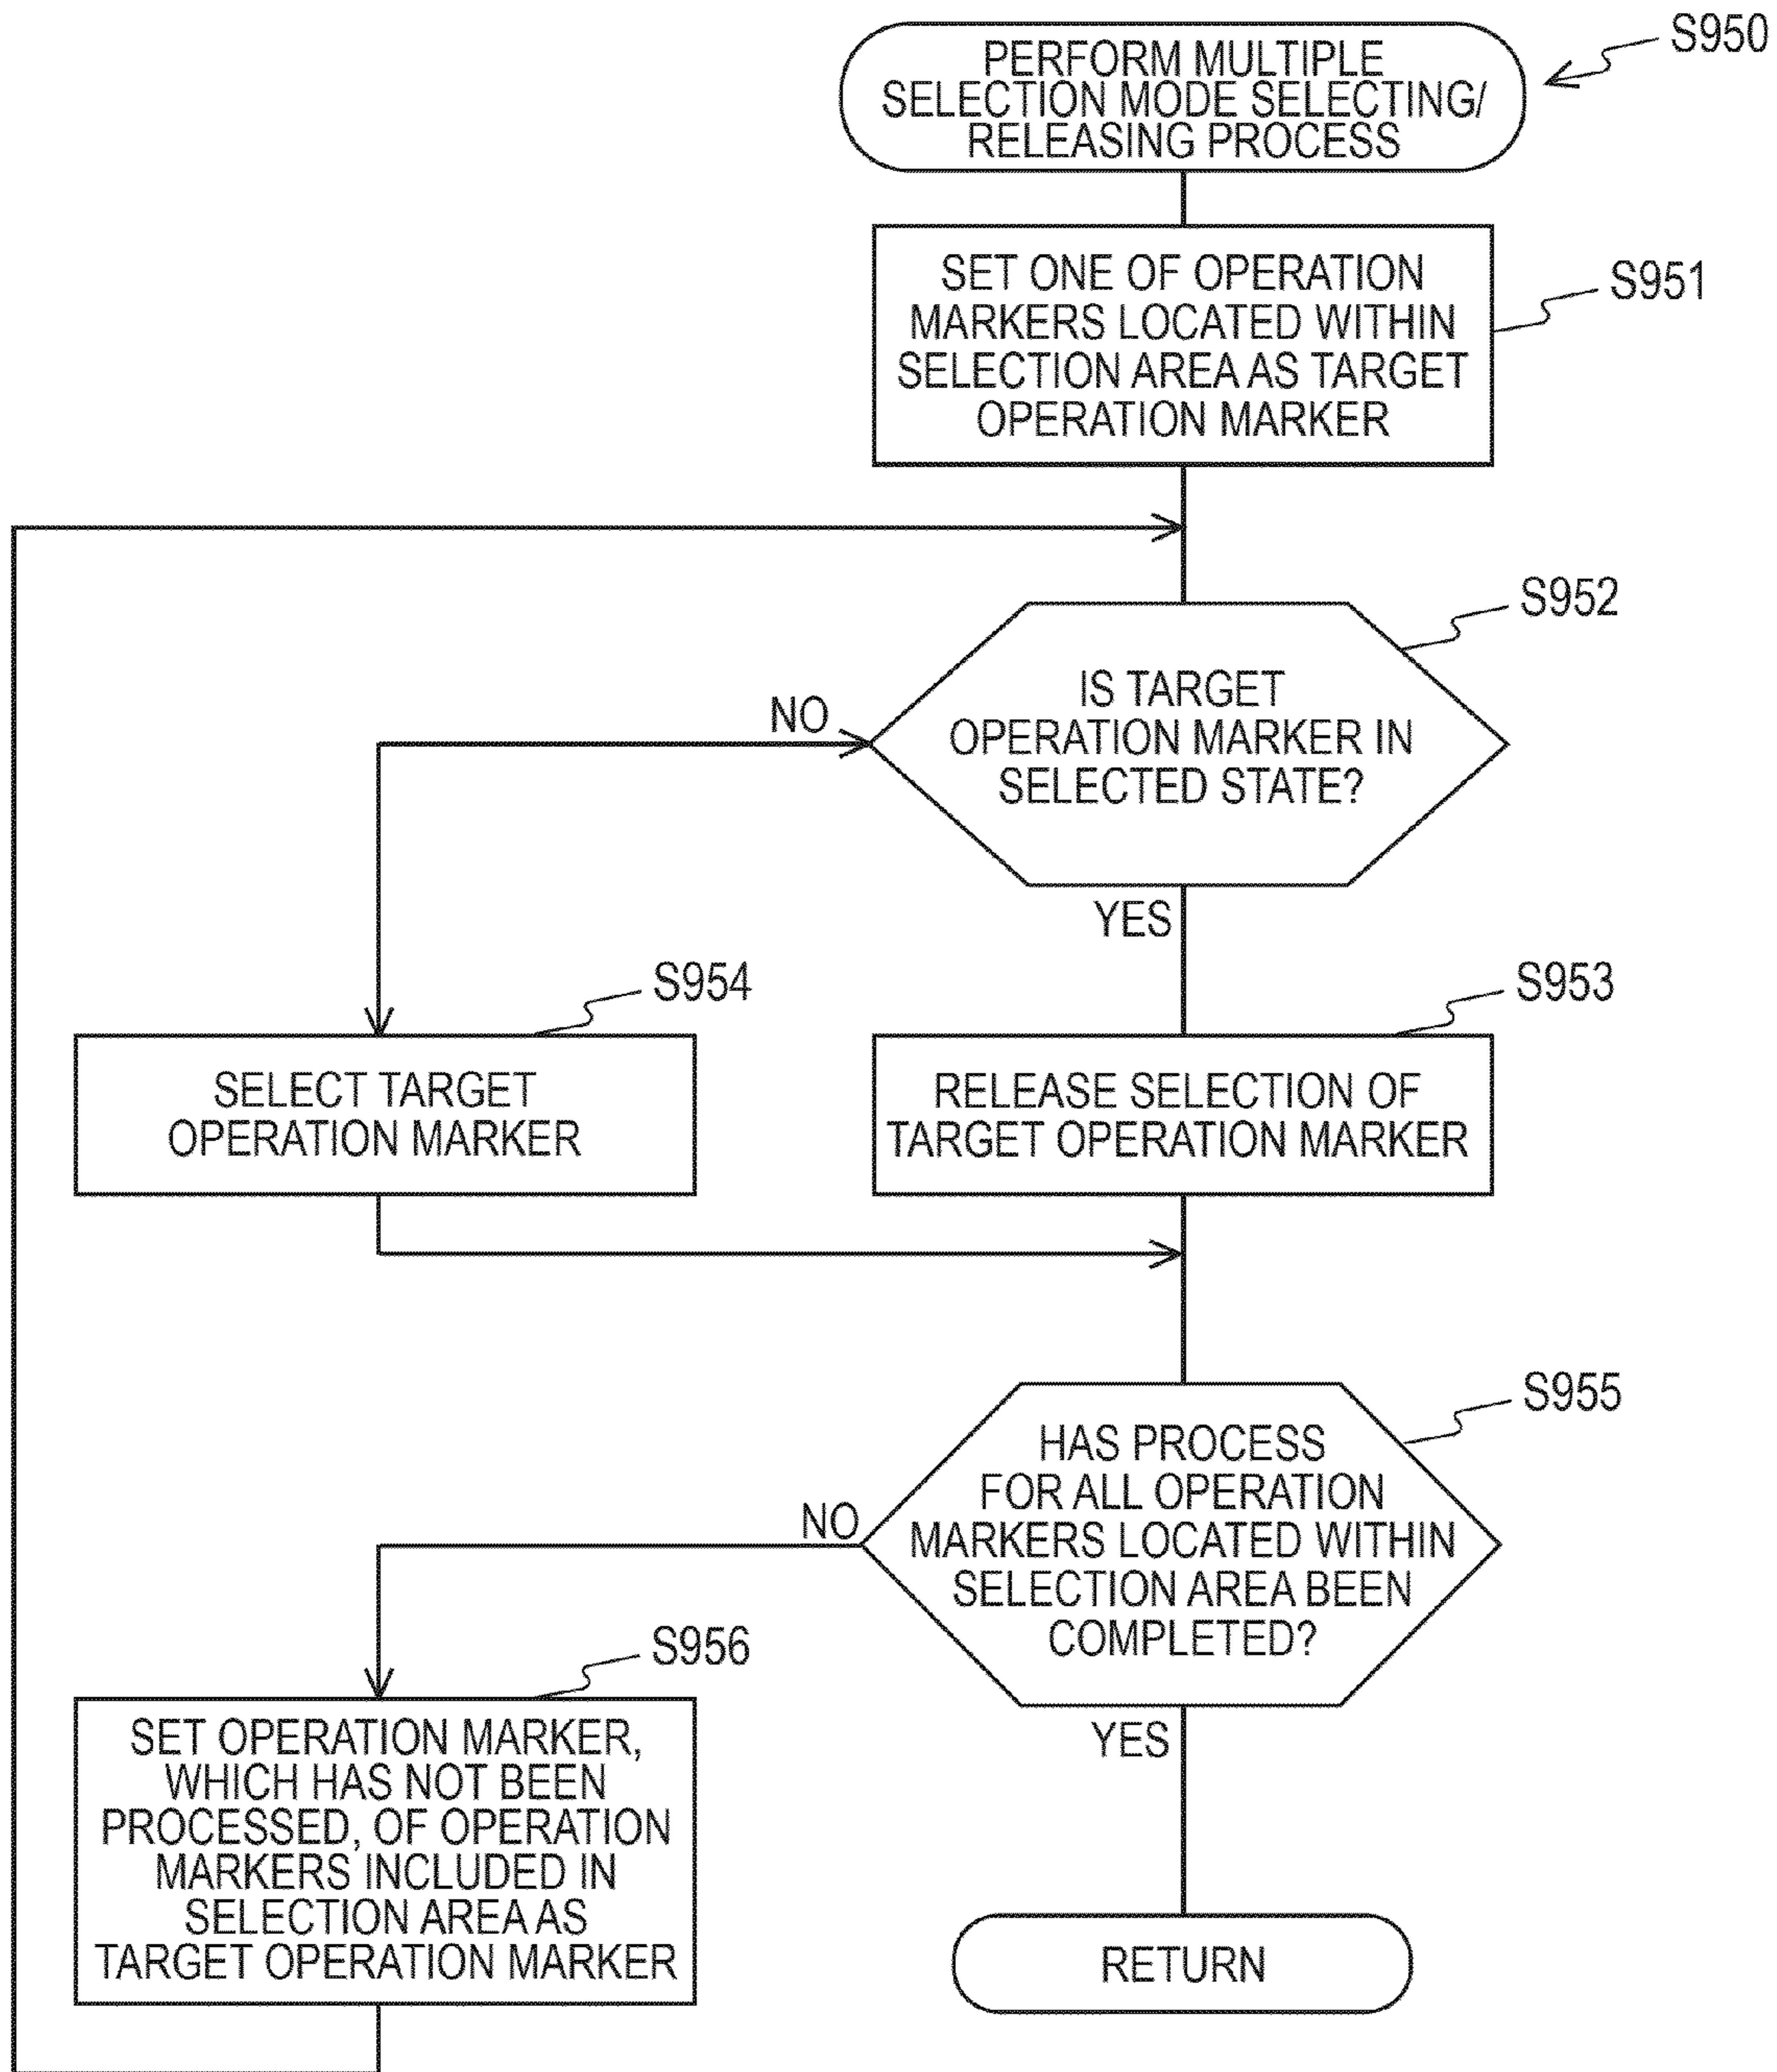 S950
PERFORM MULTIPLE
SELECTION MODE SELECTING/
RELEASING PROCESS
S951
SET ONE OF OPERATION
MARKERS LOCATED WITHIN
SELECTION AREA AS TARGET
OPERATION MARKER
S952
IS TARGET
OPERATION MARKER IN
SELECTED STATE?
NO
YES
S954
SELECT TARGET
OPERATION MARKER
S953
RELEASE SELECTION OF
TARGET OPERATION MARKER
S955
HAS PROCESS
FOR ALL OPERATION
MARKERS LOCATED WITHIN
SELECTION AREA BEEN
COMPLETED?
NO
YES
S956
SET OPERATION MARKER,
WHICH HAS NOT BEEN
PROCESSED, OF OPERATION
MARKERS INCLUDED IN
SELECTION AREA AS
TARGET OPERATION MARKER
RETURN